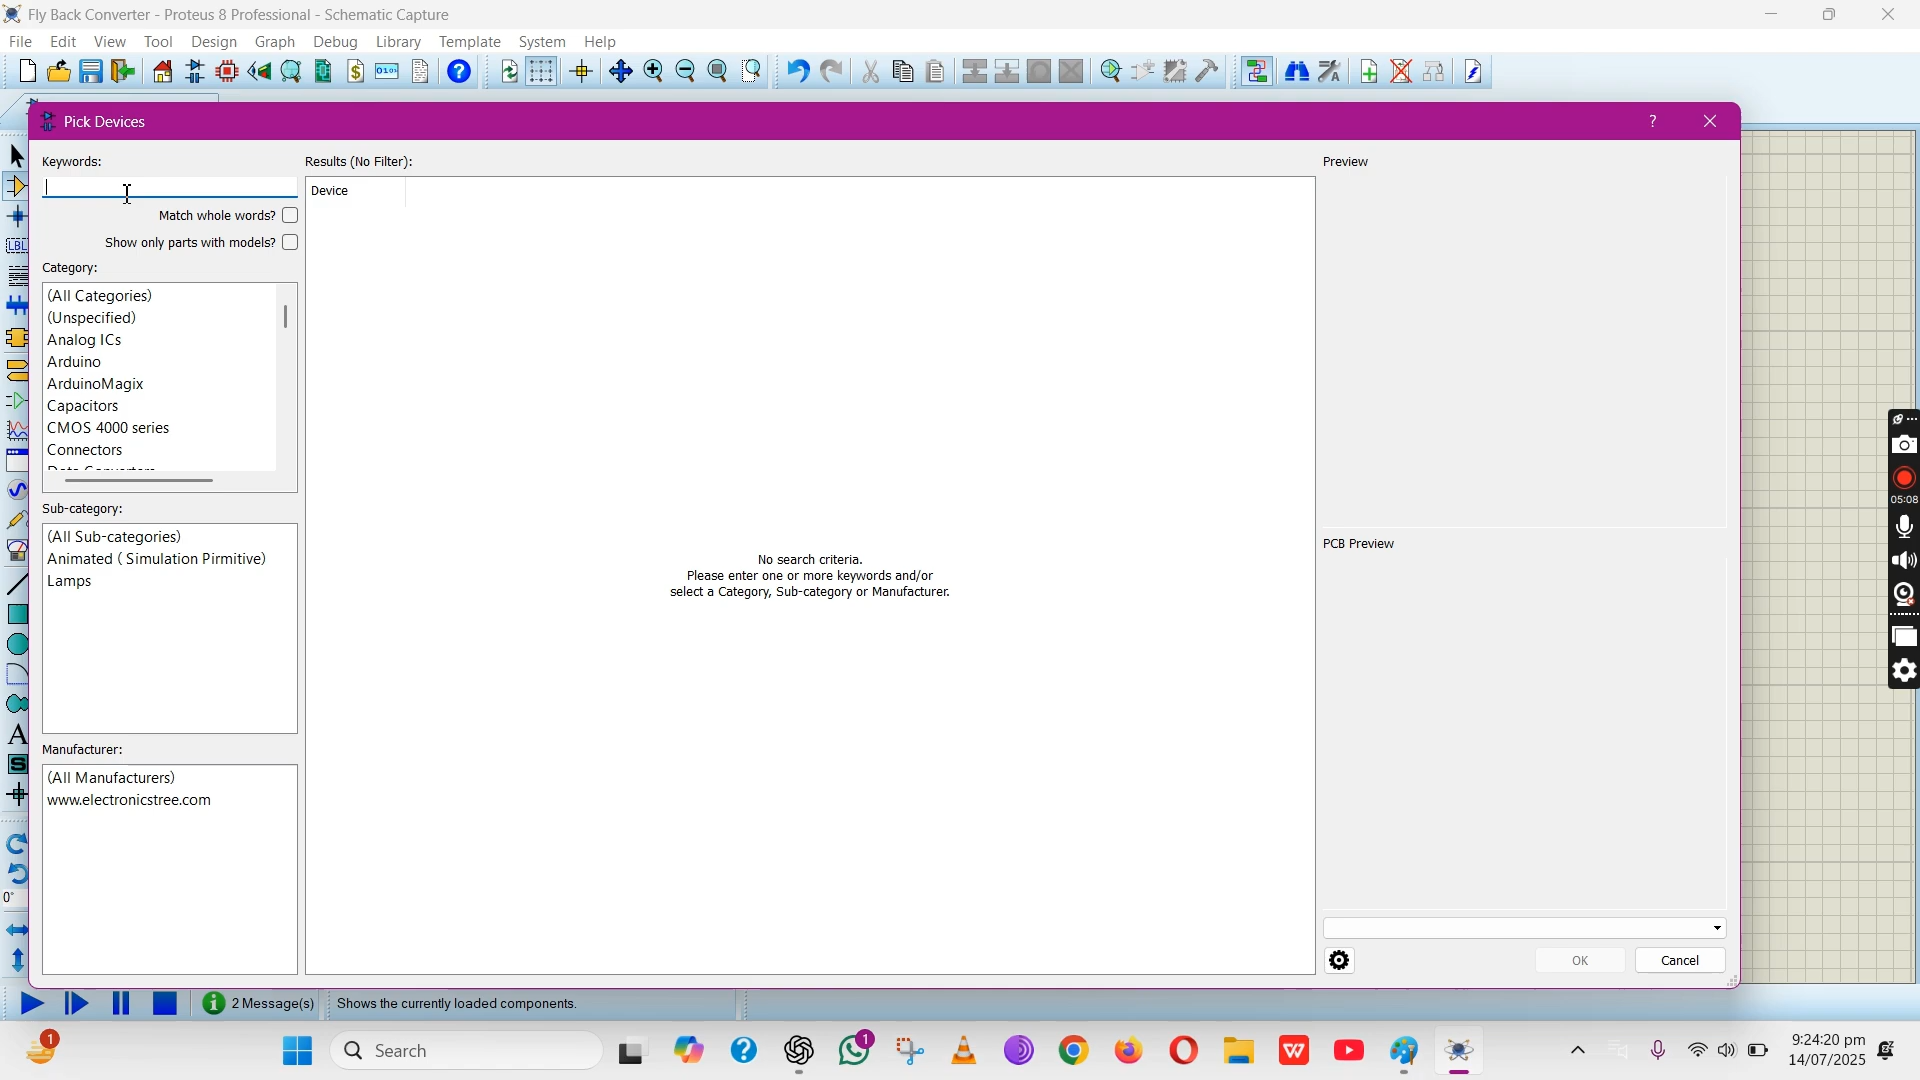 Fly Back Converter - Proteus 8 Professional - Schematic Capture
File Edit View Tool Design Graph Debug Library Template System Help
Pick Devices
?
Keywords:
Results (No Filter):
Preview
Device
Match whole words?
LBL
Show only parts with models?
Category:
(All Categories)
(Unspecified)
Analog ICs
Arduino
ArduinoMagix
Capacitors
CMOS 4000 series
Connectors
05:08
Sub-category:
(All Sub-categories)
Animated ( Simulation Pirmitive)
Lamps
PCB Preview
No search criteria.
Please enter one or more keywords and/or
select a Category, Sub-category or Manufacturer.
A
Manufacturer:
S
(All Manufacturers)
www.electronicstree.com
0°
OK
Cancel
2 Message(s)
Shows the currently loaded components.
1
Search
1
9:24:20 pm
14/07/2025